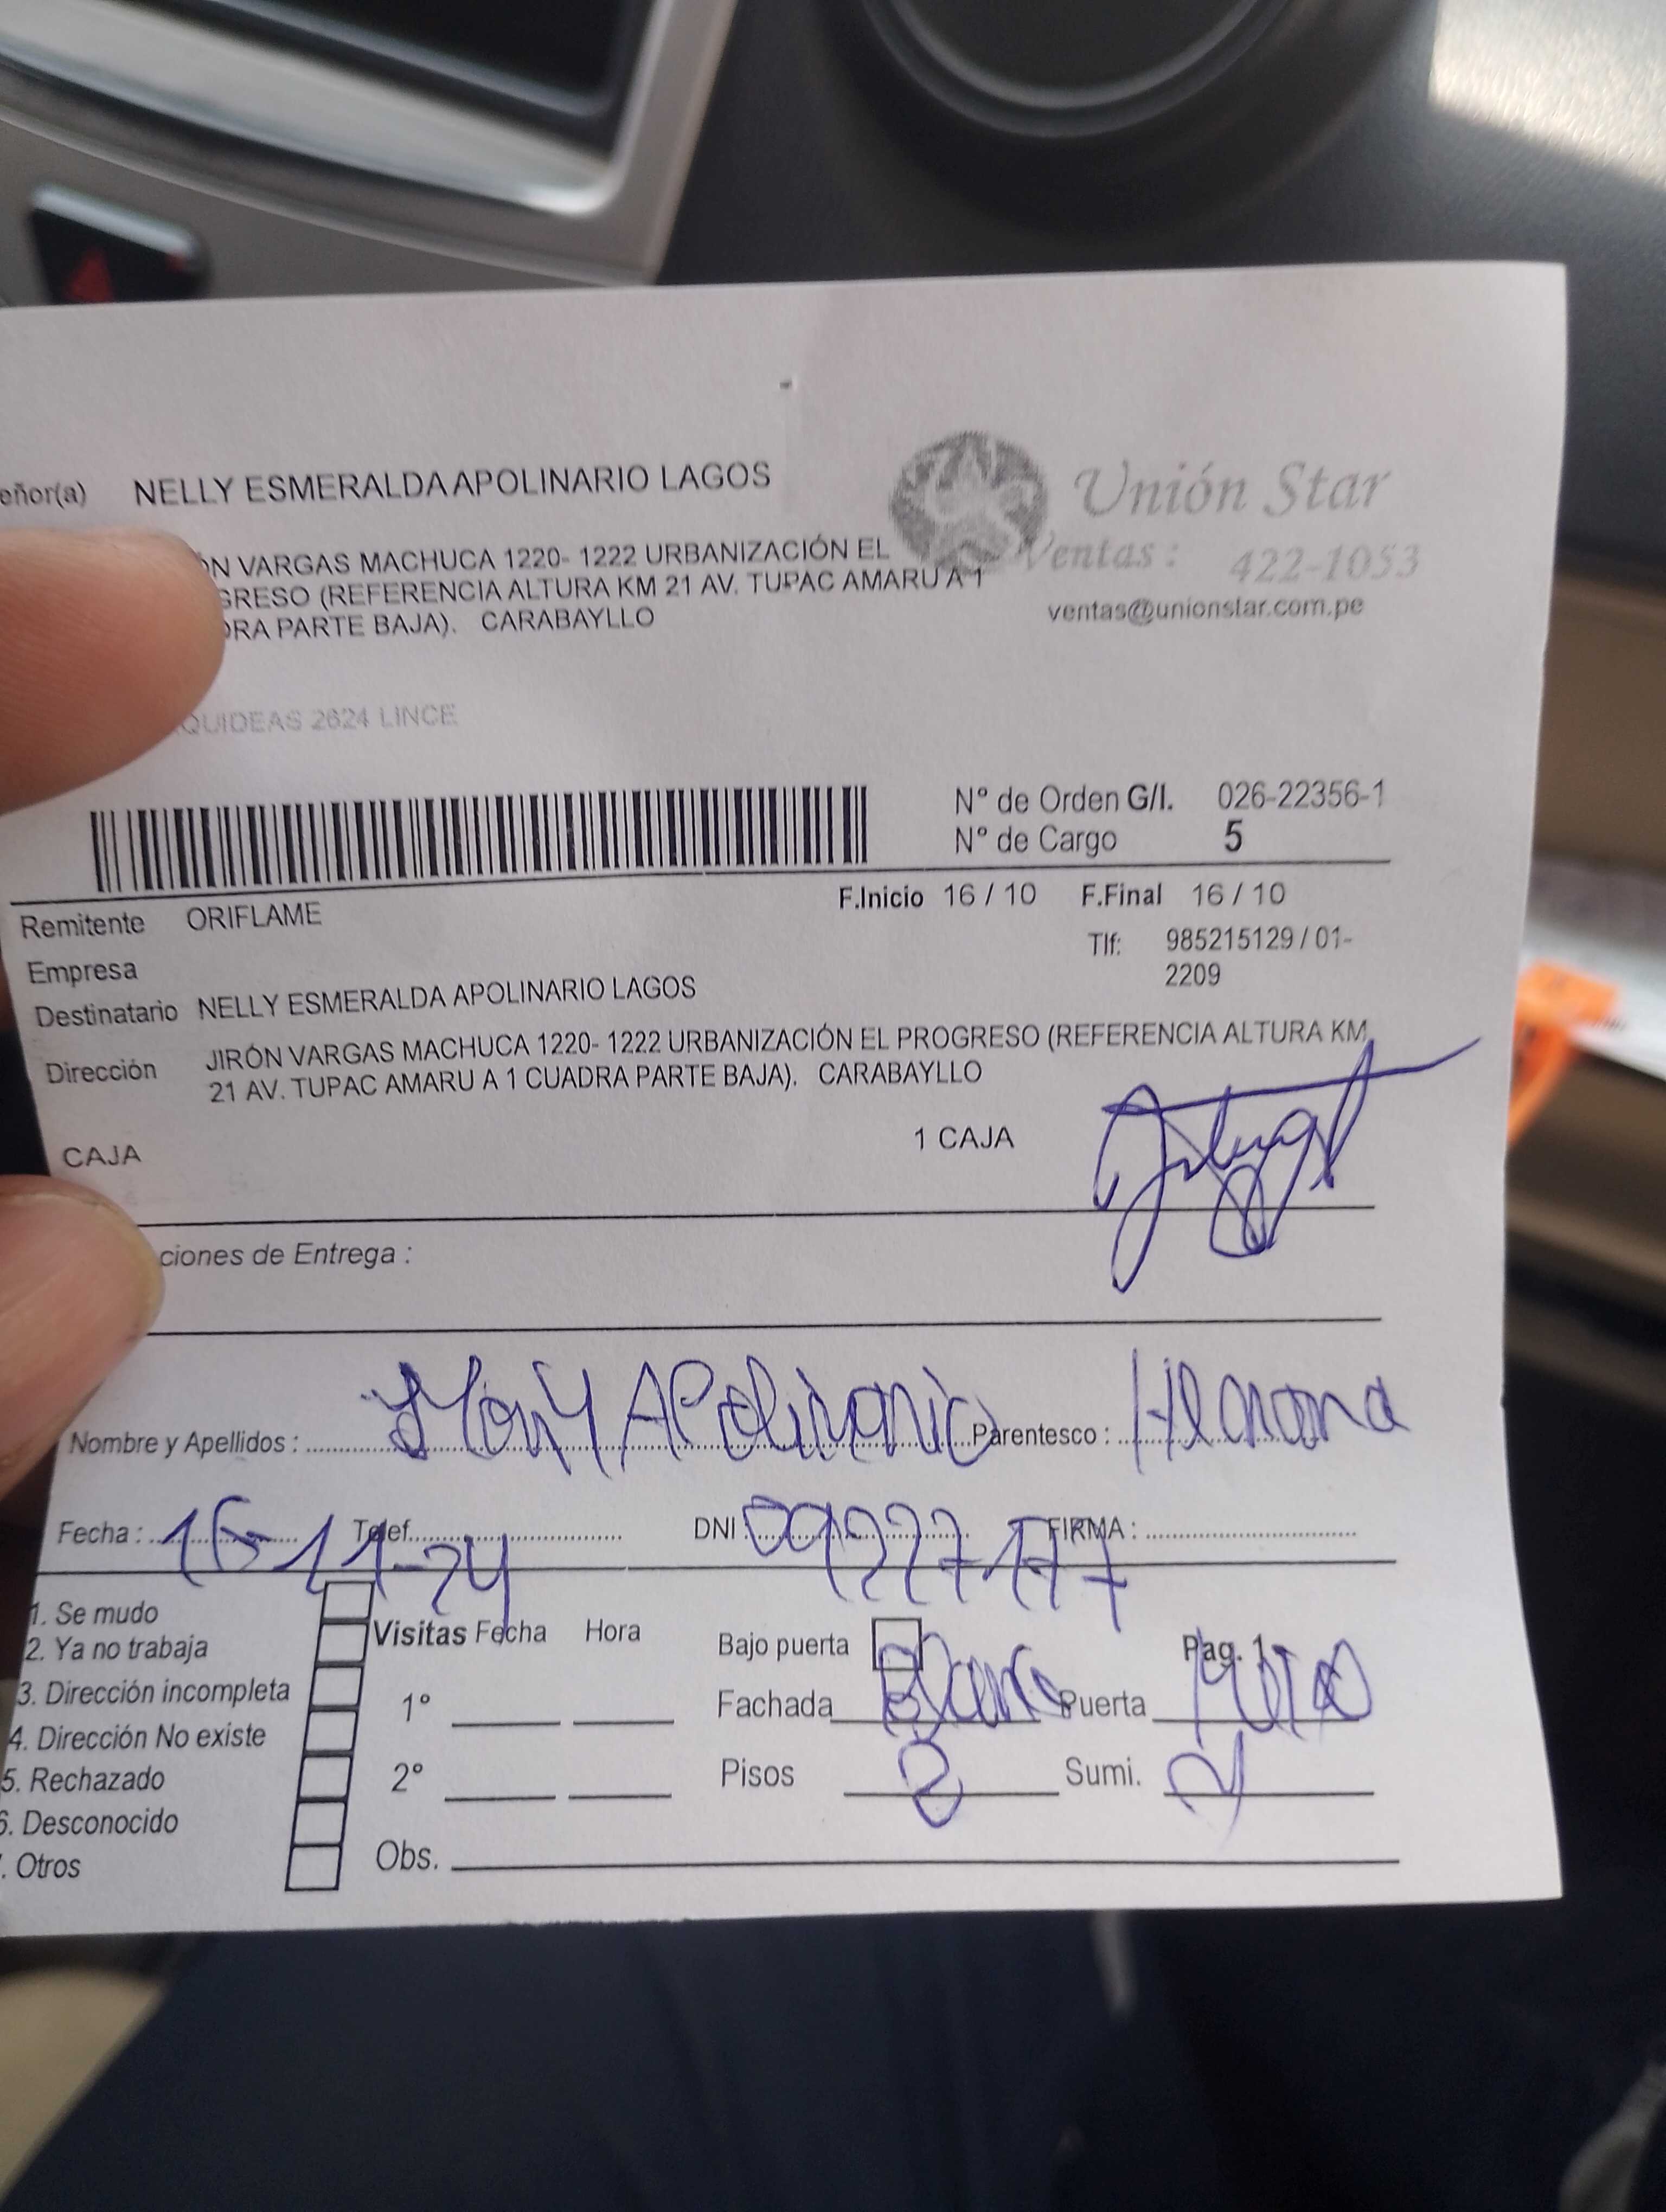 eñor(a) NELLY ESMERALDA APOLINARIO LAGOS
Unión Star
ÓN VARGAS MACHUCA 1220- 1222 URBANIZACIÓN EL
GRESO (REFERENCIA ALTURA KM 21 AV. TUPAC AMARU A 1
DRA PARTE BAJA). CARABAYLLO
Ventas : 422-1053
ventas@unionstar.com.pe
QUIDEAS 2624 LINCE
N° de Orden G/I. 026-22356-1
N° de Cargo 5
F.Inicio 16 / 10 F.Final 16 / 10
Remitente ORIFLAME
Tlf: 985215129 / 01-
2209
Empresa
Destinatario NELLY ESMERALDA APOLINARIO LAGOS
Dirección JIRÓN VARGAS MACHUCA 1220- 1222 URBANIZACIÓN EL PROGRESO (REFERENCIA ALTURA KM
21 AV. TUPAC AMARU A 1 CUADRA PARTE BAJA). CARABAYLLO
CAJA 1 CAJA
ciones de Entrega :
Nombre y Apellidos : APolinario Parentesco : Hermana
Fecha : 16-11-24 Telef. DNI : FIRMA :
1. Se mudo
2. Ya no trabaja
3. Dirección incompleta
4. Dirección No existe
5. Rechazado
6. Desconocido
. Otros
Visitas Fecha Hora
1°
2°
Obs.
Bajo puerta Pag. 1
Fachada Blanco Puerta
Pisos 2 Sumi.